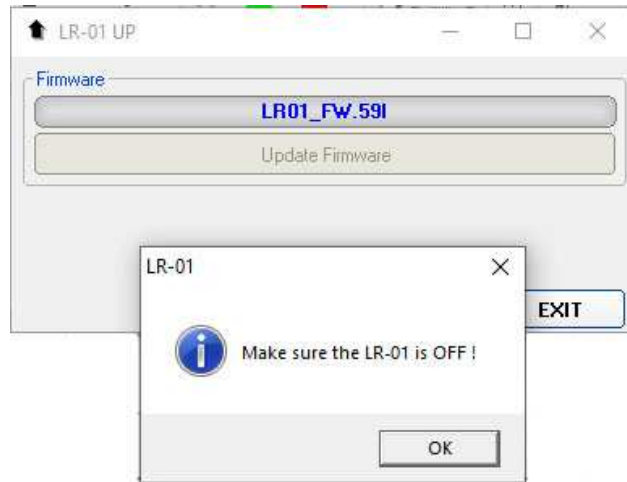 LR-01 UP
Firmware
LR01_FW.59I
Update Firmware
LR-01
EXIT
Make sure the LR-01 is OFF !
OK